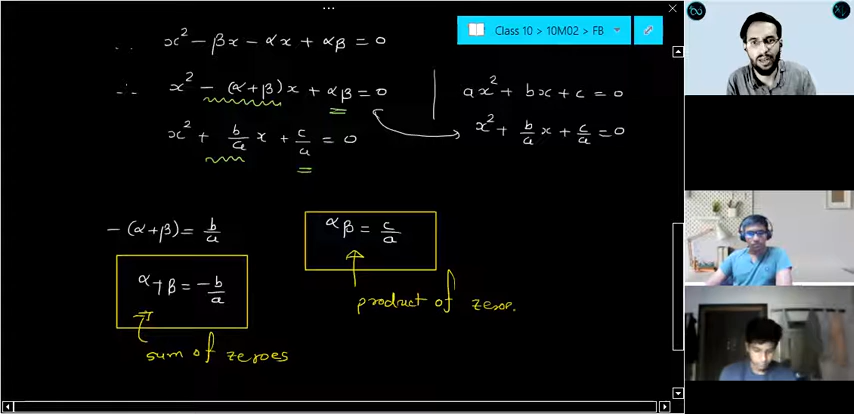 Class 10 > 10M02 > FB
x² - βx - αx + αβ = 0
∴ x² - (α+β)x + αβ = 0
x² + b/a x + c/a = 0
ax² + bx + c = 0
x² + b/a x + c/a = 0
-(α+β) = b/a
α+β = -b/a
sum of zeroes
αβ = c/a
product of